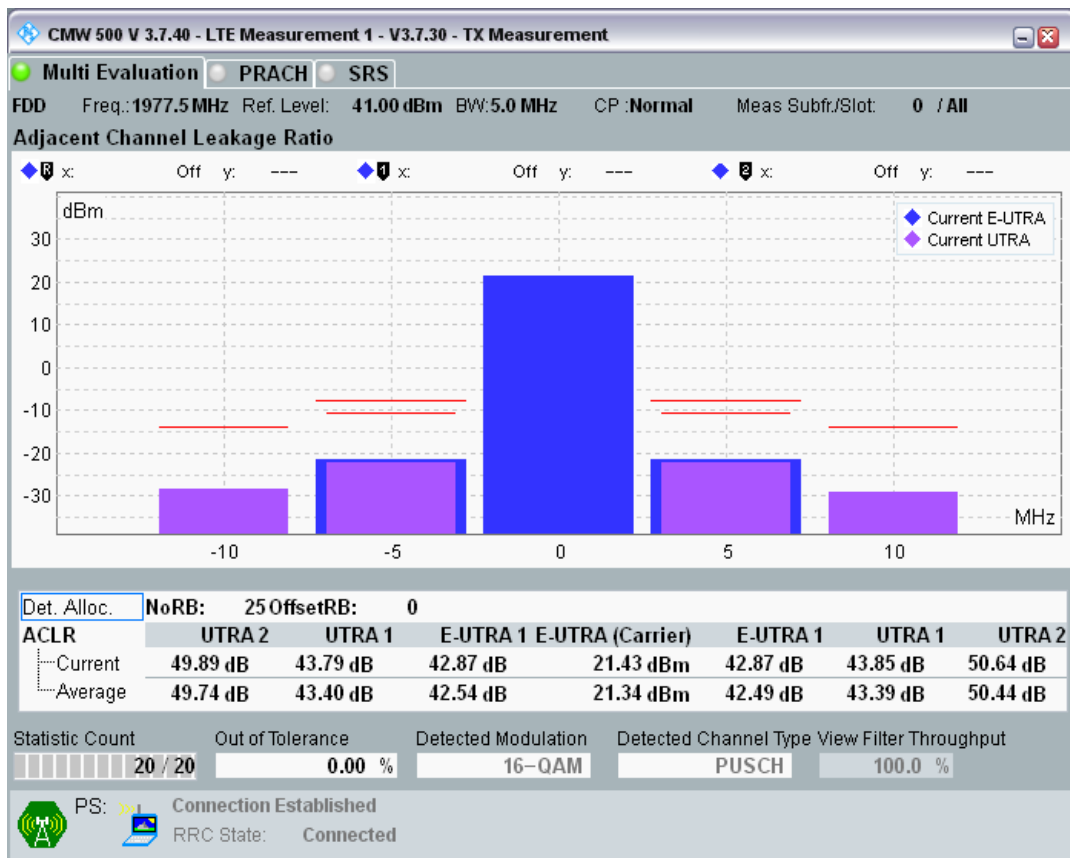 CMW 500 V 3.7.40 - LTE Measurement 1 - V3.7.30 - TX Measurement
Multi Evaluation PRACH SRS
FDD Freq.: 1977.5 MHz Ref. Level: 41.00 dBm BW: 5.0 MHz CP : Normal Meas Subfr./Slot: 0 / All
Adjacent Channel Leakage Ratio
R x: Off y: --- 1 x: Off y: --- 2 x: Off y: ---
dBm
Current E-UTRA
Current UTRA
30
20
10
0
-10
-20
-30
MHz
-10 -5 0 5 10
Det. Alloc. NoRB: 25 OffsetRB: 0
ACLR UTRA 2 UTRA 1 E-UTRA 1 E-UTRA (Carrier) E-UTRA 1 UTRA 1 UTRA 2
Current 49.89 dB 43.79 dB 42.87 dB 21.43 dBm 42.87 dB 43.85 dB 50.64 dB
Average 49.74 dB 43.40 dB 42.54 dB 21.34 dBm 42.49 dB 43.39 dB 50.44 dB
Statistic Count Out of Tolerance Detected Modulation Detected Channel Type View Filter Throughput
20 / 20 0.00 % 16-QAM PUSCH 100.0 %
PS: Connection Established
RRC State: Connected